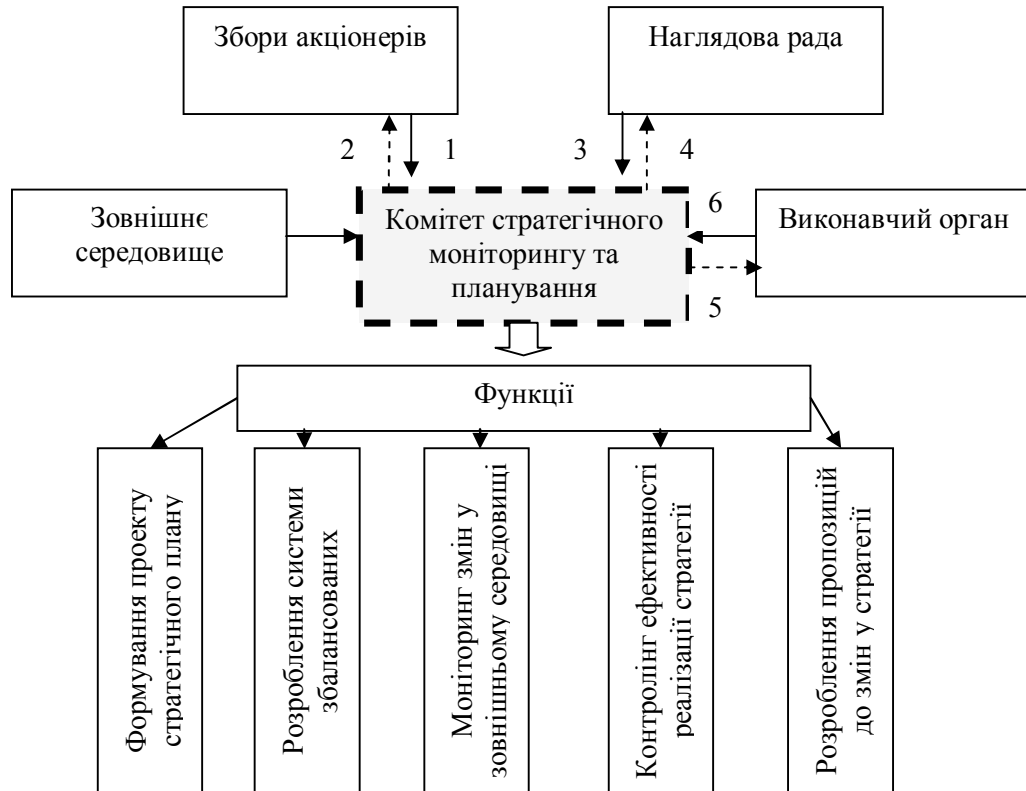 Збори акціонерів
Наглядова рада
2
1
3
4
Зовнішнє
середовище
Комітет стратегічного
моніторингу та
планування
6
5
Виконавчий орган
Функції
Формування проекту
стратегічного плану
Розроблення системи
збалансованих
Моніторинг змін у
зовнішньому середовищі
Контролінг ефективності
реалізації стратегії
Розроблення пропозицій
до змін у стратегії